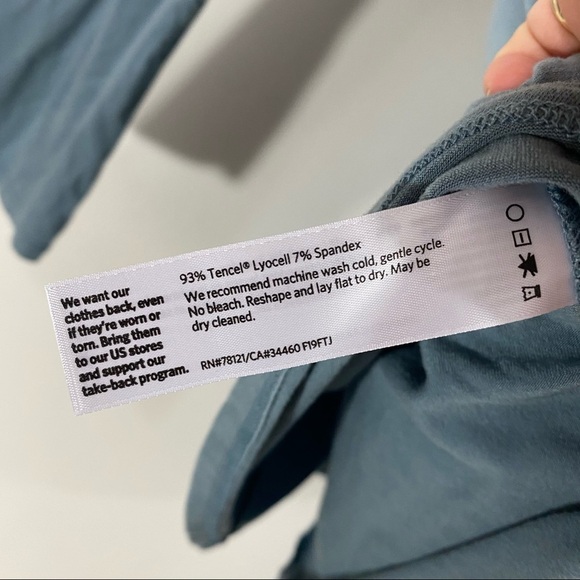 We want our
clothes back, even
if they're worn or
torn. Bring them
to our US stores
and support our
take-back program.
93% Tencel® Lyocell 7% Spandex
We recommend machine wash cold, gentle cycle.
No bleach. Reshape and lay flat to dry. May be
dry cleaned.
RN#78121/CA#34460 F19FTJ